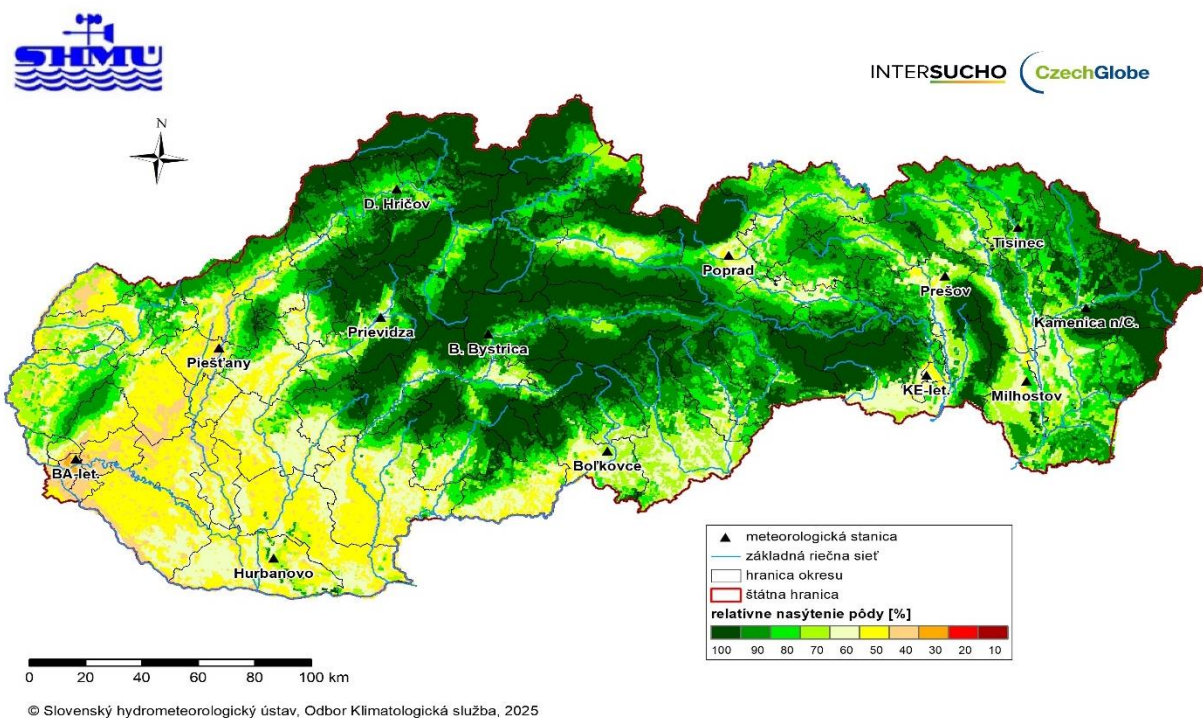 SHMÚ
INTERSUCHO CzechGlobe
N
D. Hričov
Tisinec
Poprad
Prešov
Kamenica n/C.
Prievidza
B. Bystrica
Piešťany
KE-let.
Milhostov
Boľkovce
BA-let.
Hurbanovo
meteorologická stanica
základná riečna sieť
hranica okresu
štátna hranica
relatívne nasýtenie pôdy [%]
100 90 80 70 60 50 40 30 20 10
0 20 40 60 80 100 km
© Slovenský hydrometeorologický ústav, Odbor Klimatologická služba, 2025